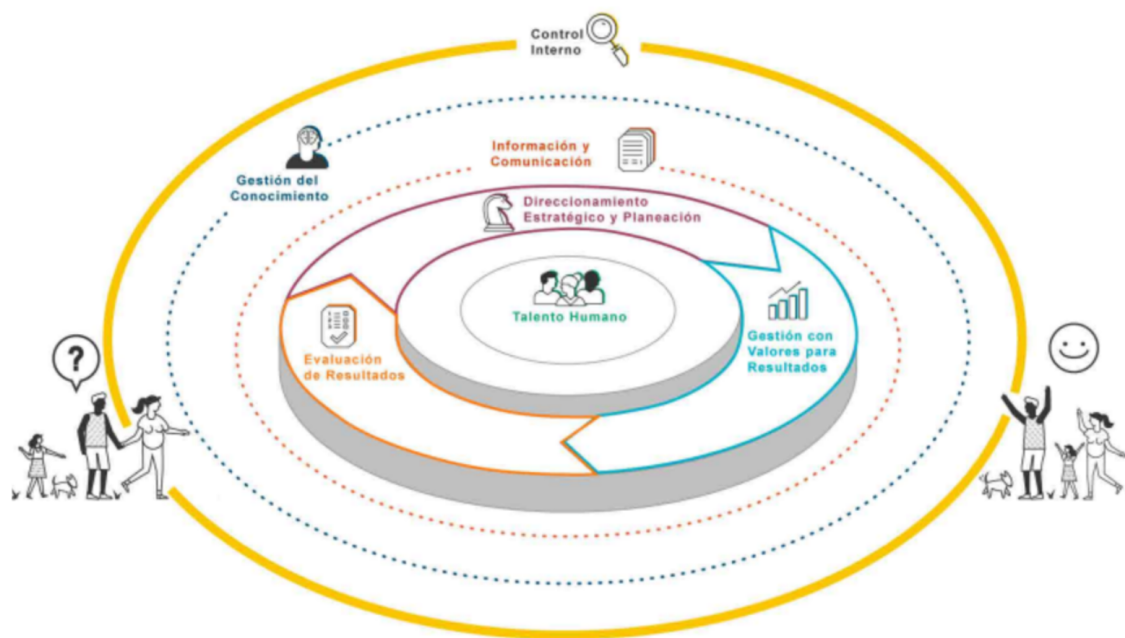 Control
Interno
Información y
Comunicación
Gestión del
Conocimiento
Direccionamiento
Estratégico y Planeación
Talento Humano
Gestión con
Valores para
Resultados
Evaluación
de Resultados
?